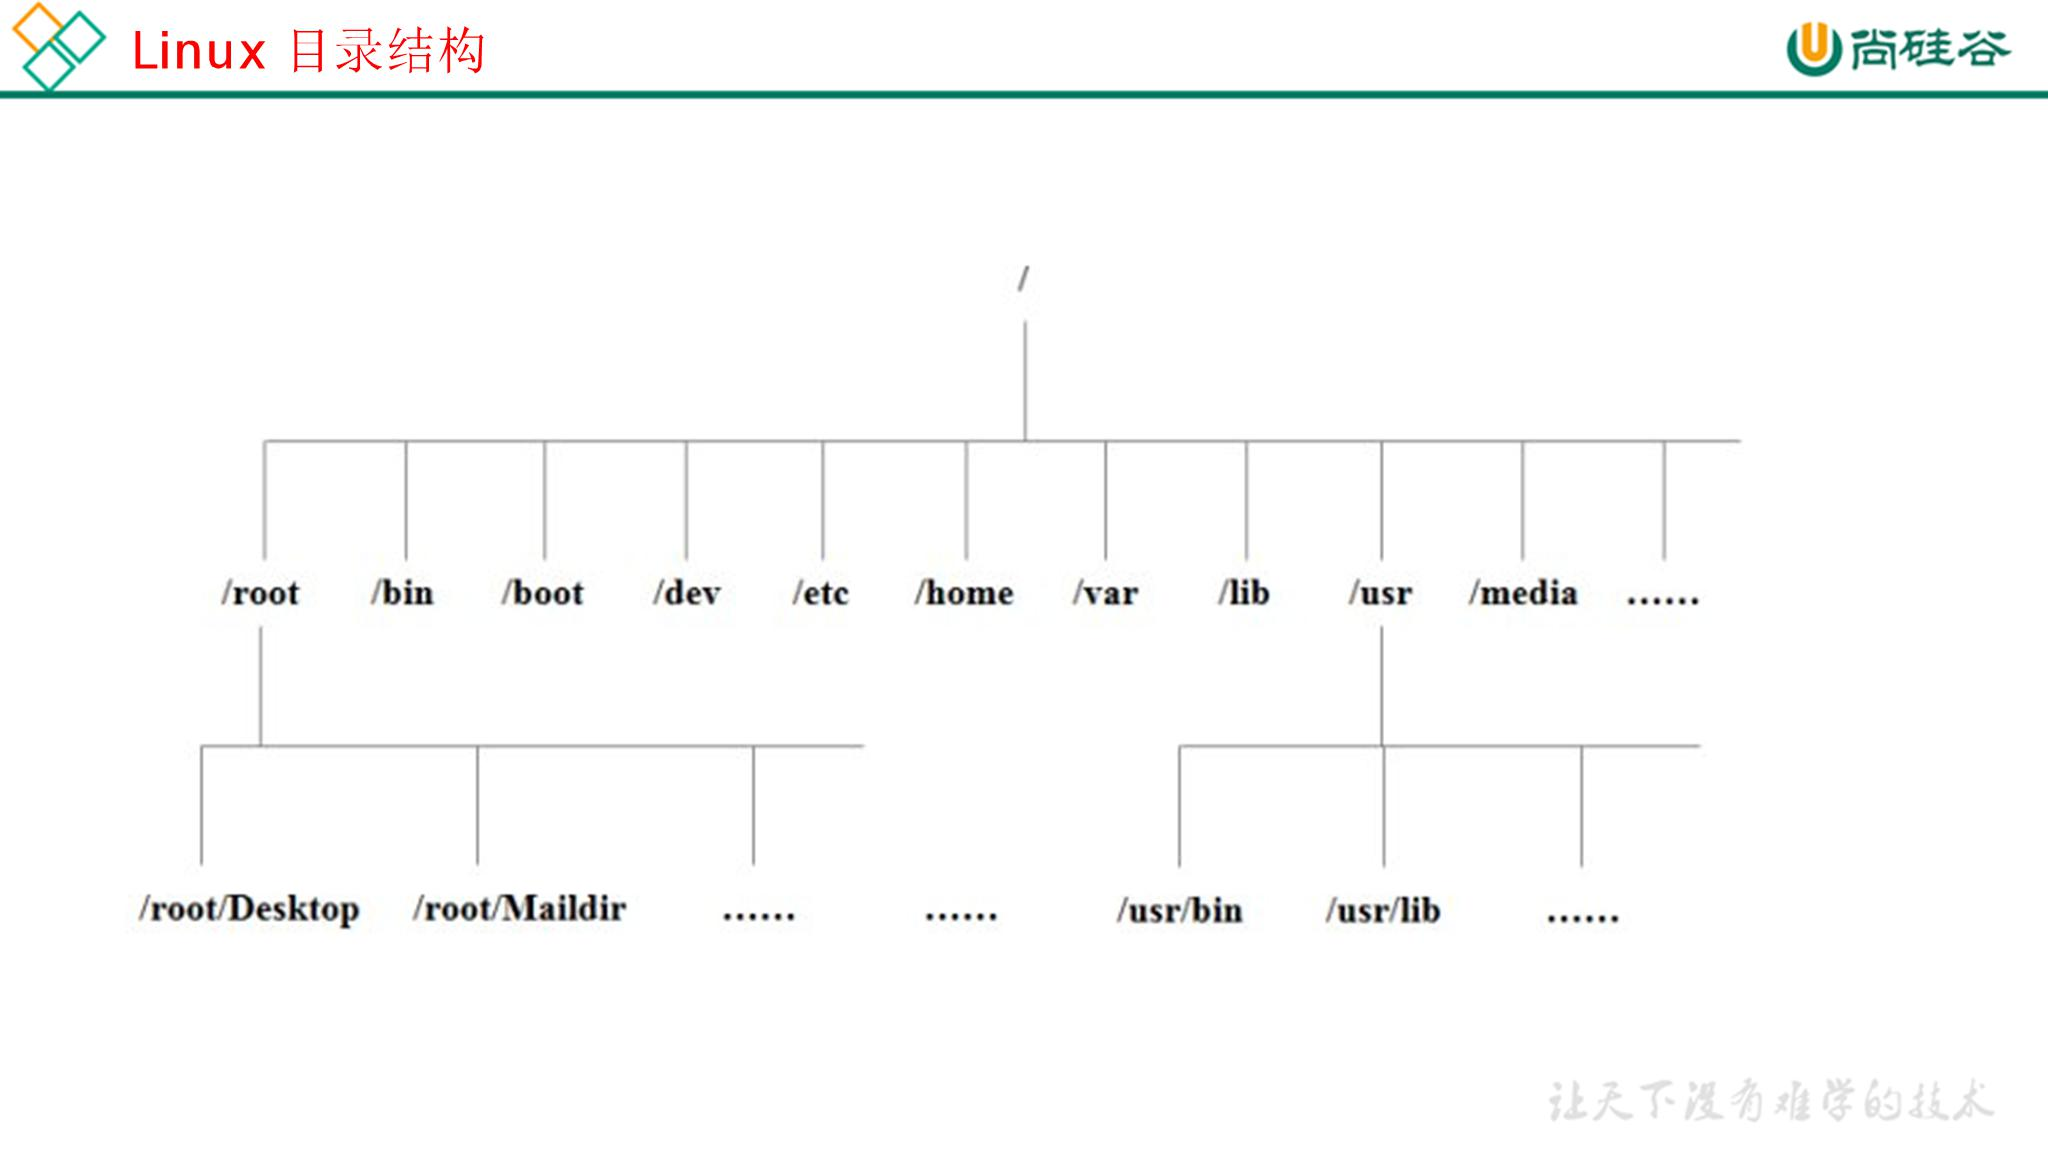 Linux 目录结构
尚硅谷
/
/root /bin /boot /dev /etc /home /var /lib /usr /media ……
/root/Desktop /root/Maildir …… …… /usr/bin /usr/lib ……
让天下没有难学的技术